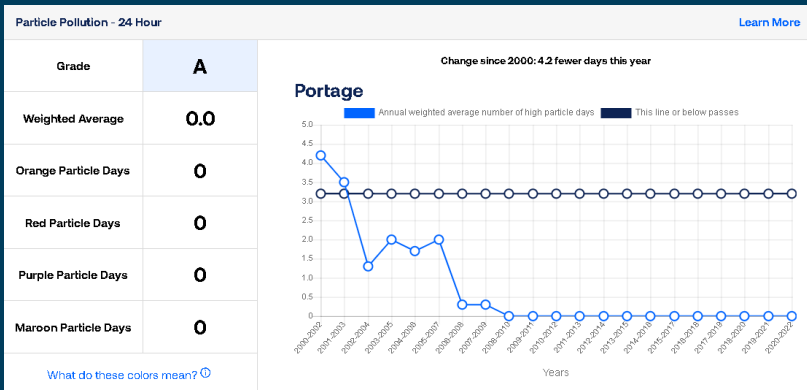 Particle Pollution - 24 Hour
Learn More
Grade
A
Weighted Average
0.0
Orange Particle Days
0
Red Particle Days
0
Purple Particle Days
0
Maroon Particle Days
0
What do these colors mean?
Change since 2000: 4.2 fewer days this year
Portage
Annual weighted average number of high particle days
This line or below passes
5.0
4.5
4.0
3.5
3.0
2.5
2.0
1.5
1.0
0.5
0
2000-2002
2001-2003
2002-2004
2003-2005
2004-2006
2005-2007
2006-2008
2007-2009
2008-2010
2009-2011
2010-2012
2011-2013
2012-2014
2013-2015
2014-2016
2015-2017
2016-2018
2017-2019
2018-2020
2019-2021
2020-2022
Years